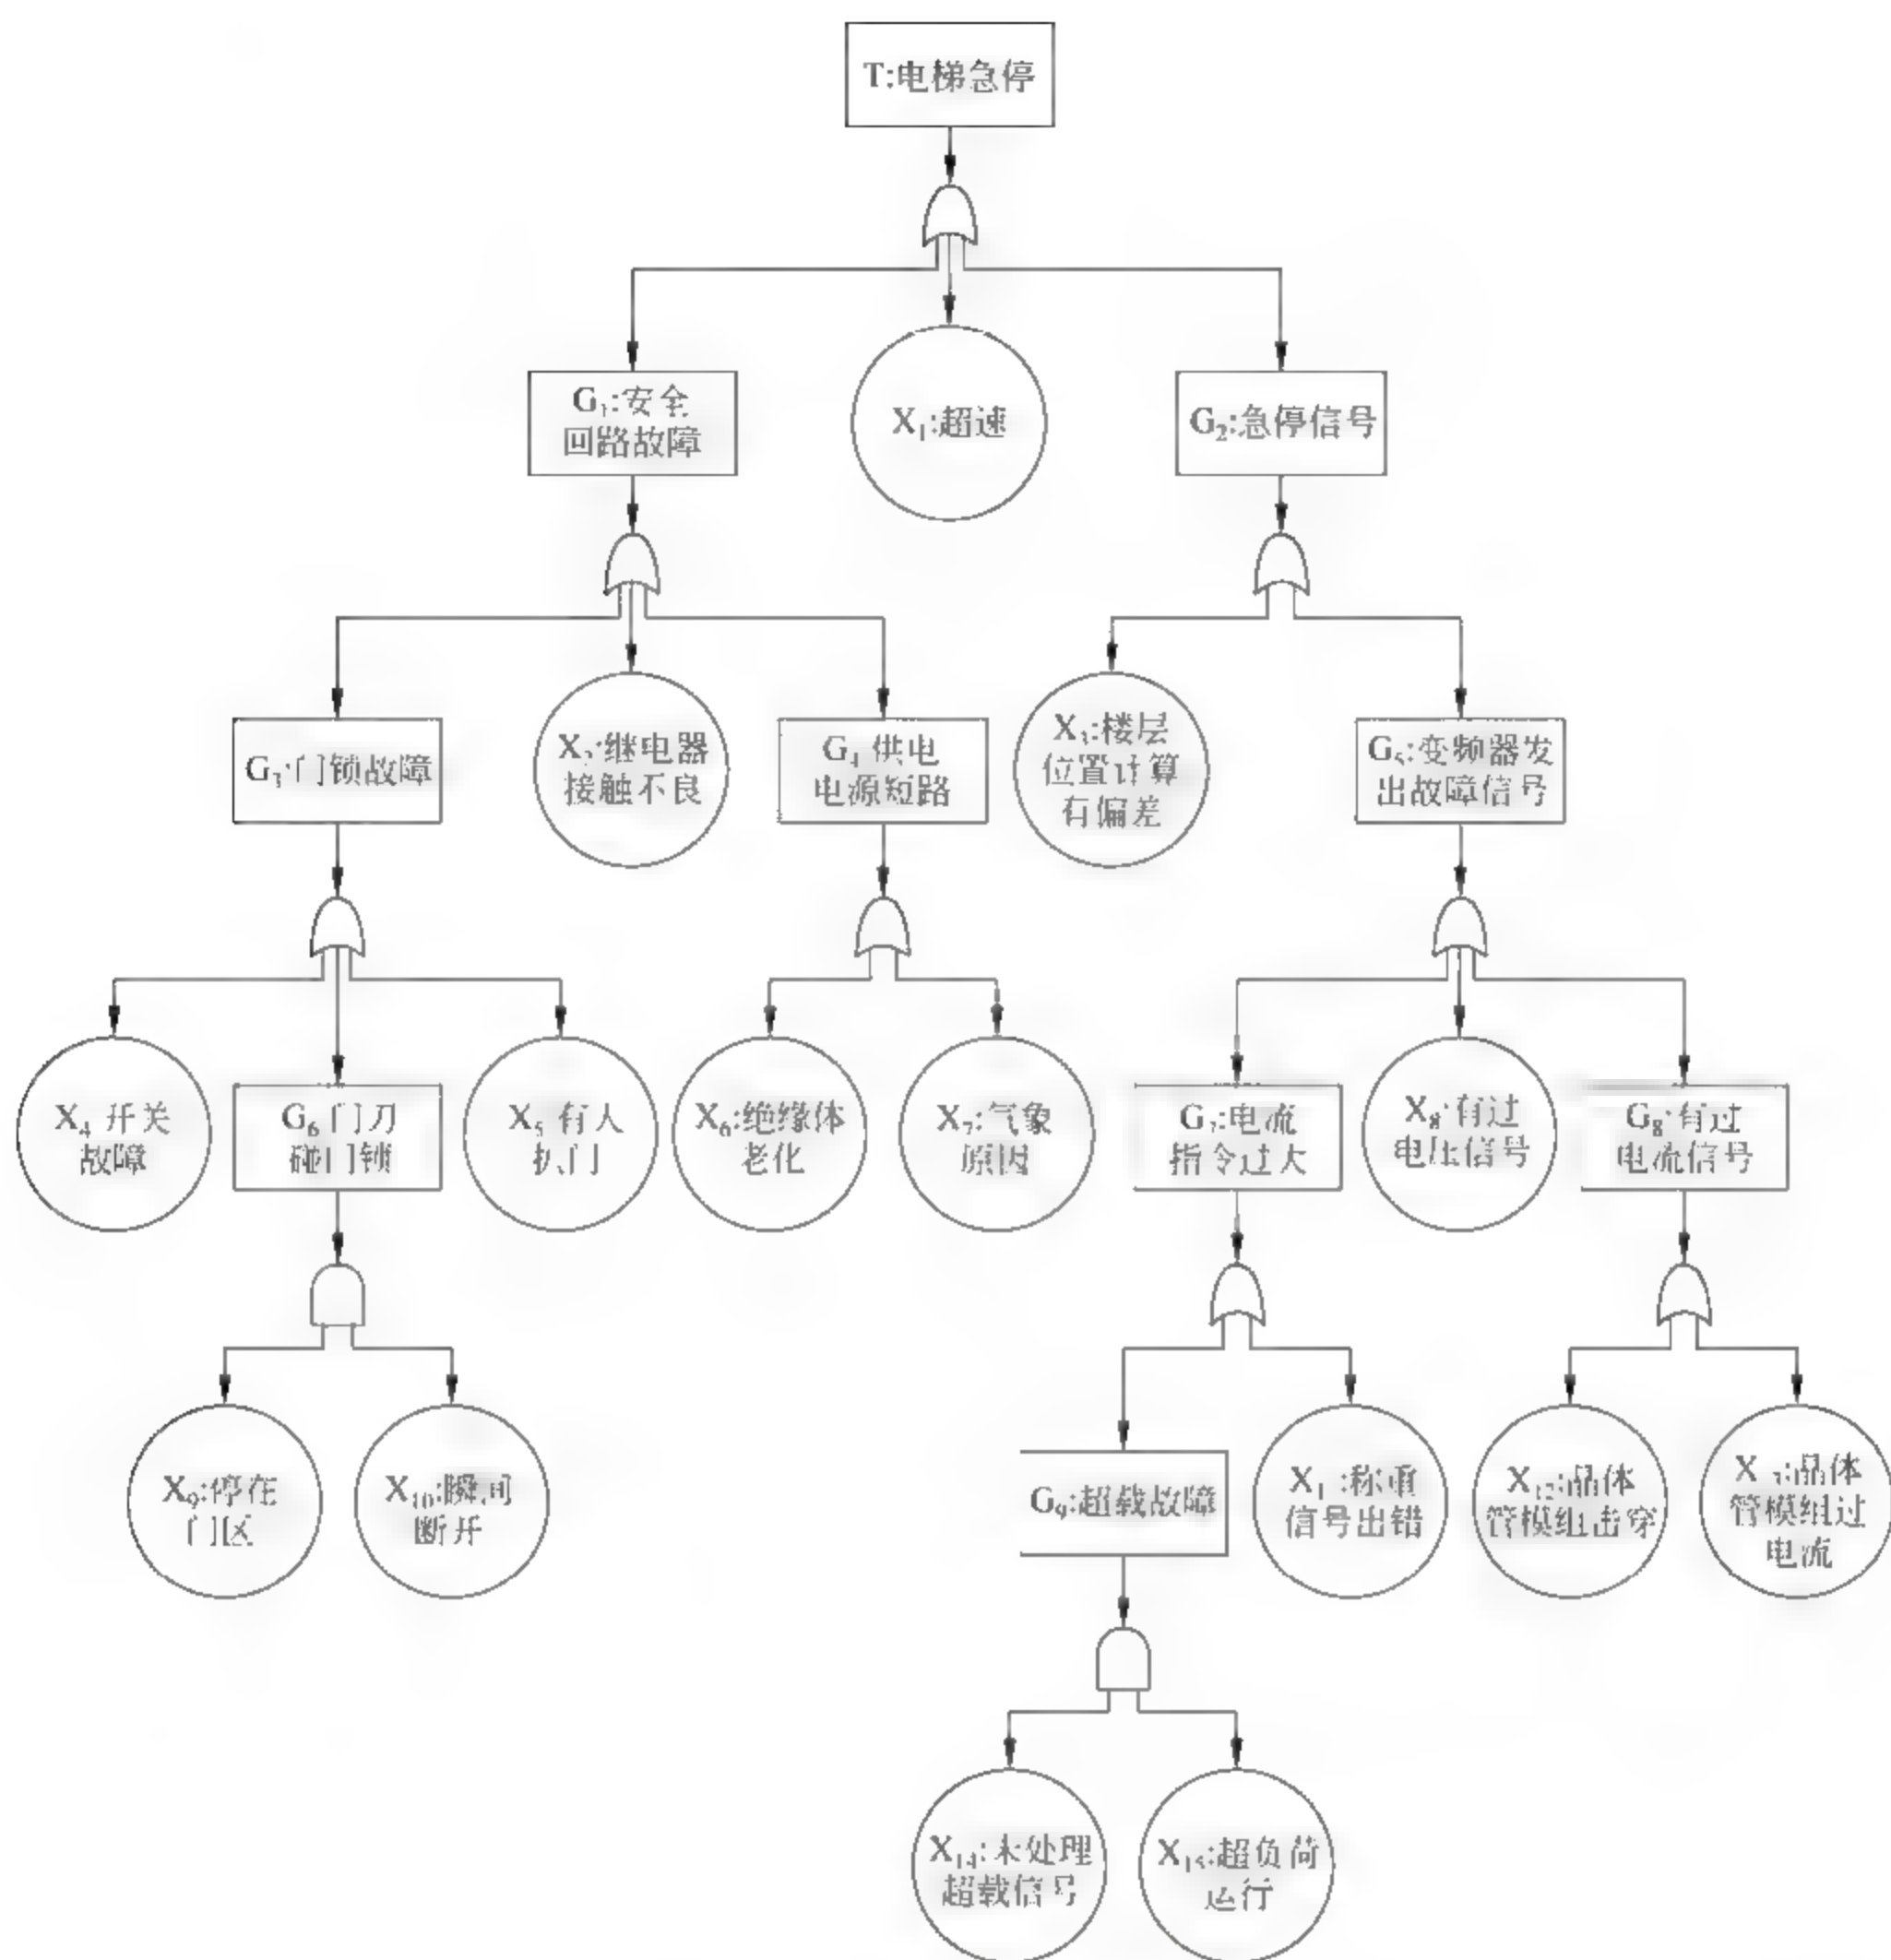 T:电梯急停
G₁:安全
回路故障
X₁:超速
G₂:急停信号
G₃:门锁故障
X₂:继电器
接触不良
G₄ 供电
电源短路
X₃:楼层
位置计算
有偏差
G₅:变频器发
出故障信号
X₄ 开关
故障
G₆ 门刀
碰门锁
X₅ 有人
扒门
X₆:绝缘体
老化
X₇:气象
原因
G₇:电流
指令过大
X₈:有过
电压信号
G₈:有过
电流信号
X₉:停在
门区
X₁₀:瞬间
断开
G₉:超载故障
X₁ :称重
信号出错
X₁₂:晶体
管模组击穿
X :晶体
管模组过
电流
X₁₄:未处理
超载信号
X₁₅:超负荷
运行